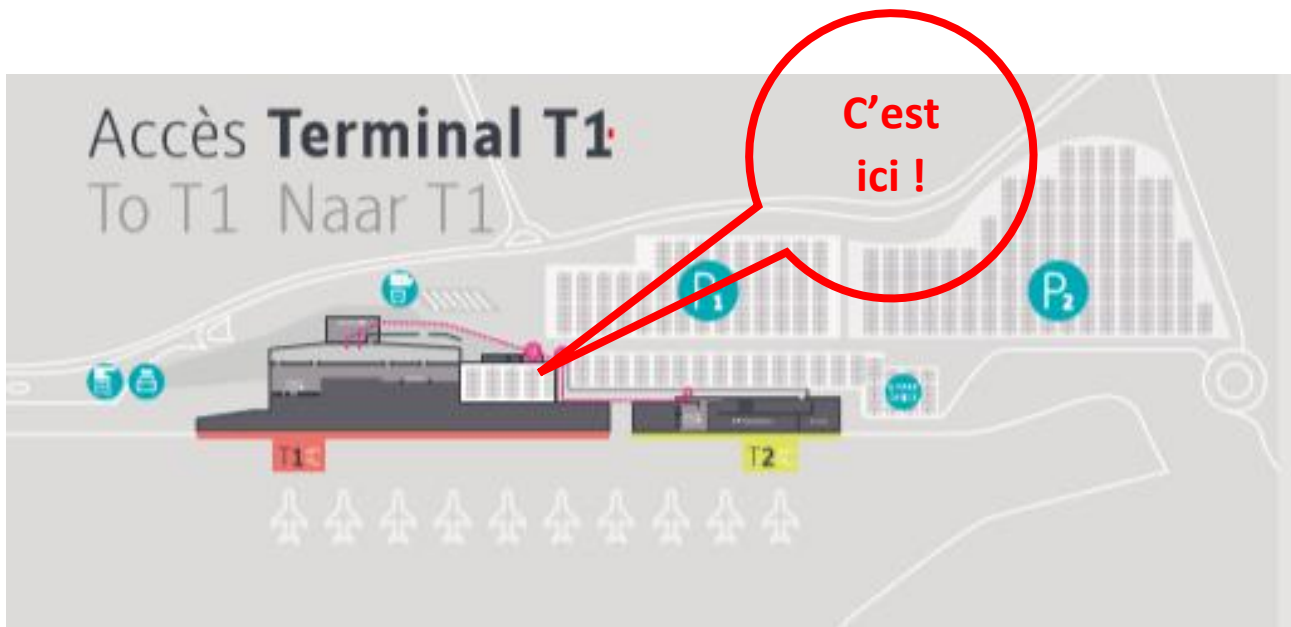 C’est
ici !
Accès Terminal T1
To T1 Naar T1
P1
P2
T1
T2